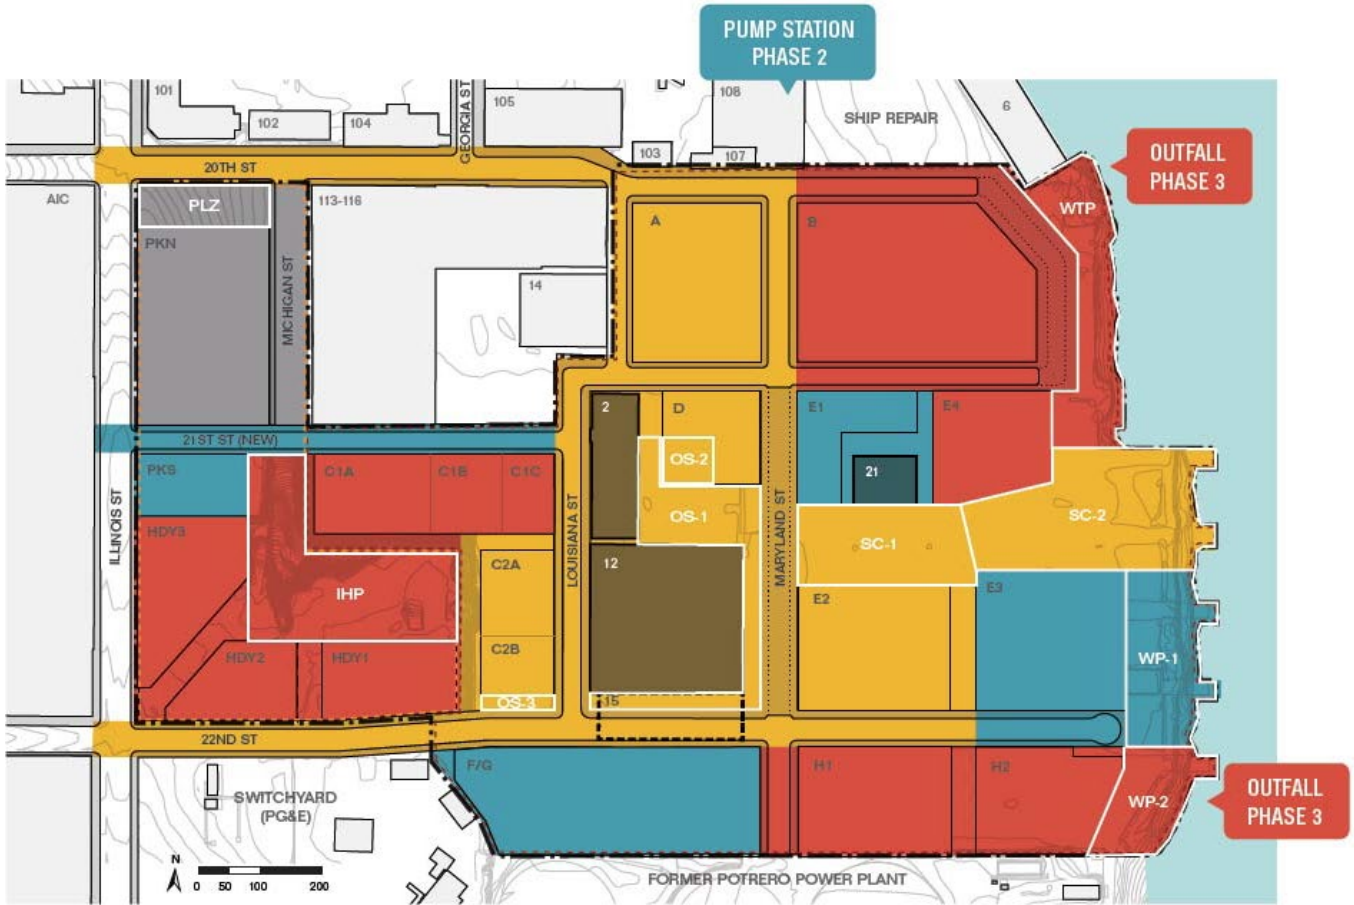 PUMP STATION
PHASE 2
101
102
104
GEORGIA ST
105
108
103
107
SHIP REPAIR
6
OUTFALL
PHASE 3
20TH ST
AIC
PLZ
PKN
MICHIGAN ST
113-116
14
A
B
WTP
2
D
E1
E4
21ST ST (NEW)
PKS
C1A
C1B
C1C
OS-2
21
ILLINOIS ST
LOUISIANA ST
MARYLAND ST
OS-1
SC-1
SC-2
HDY3
12
C2A
IHP
E2
E3
C2B
HDY2
HDY1
WP-1
OS-3
15
22ND ST
F/G
H1
H2
WP-2
OUTFALL
PHASE 3
SWITCHYARD
(PG&E)
N
0 50 100 200
FORMER POTRERO POWER PLANT